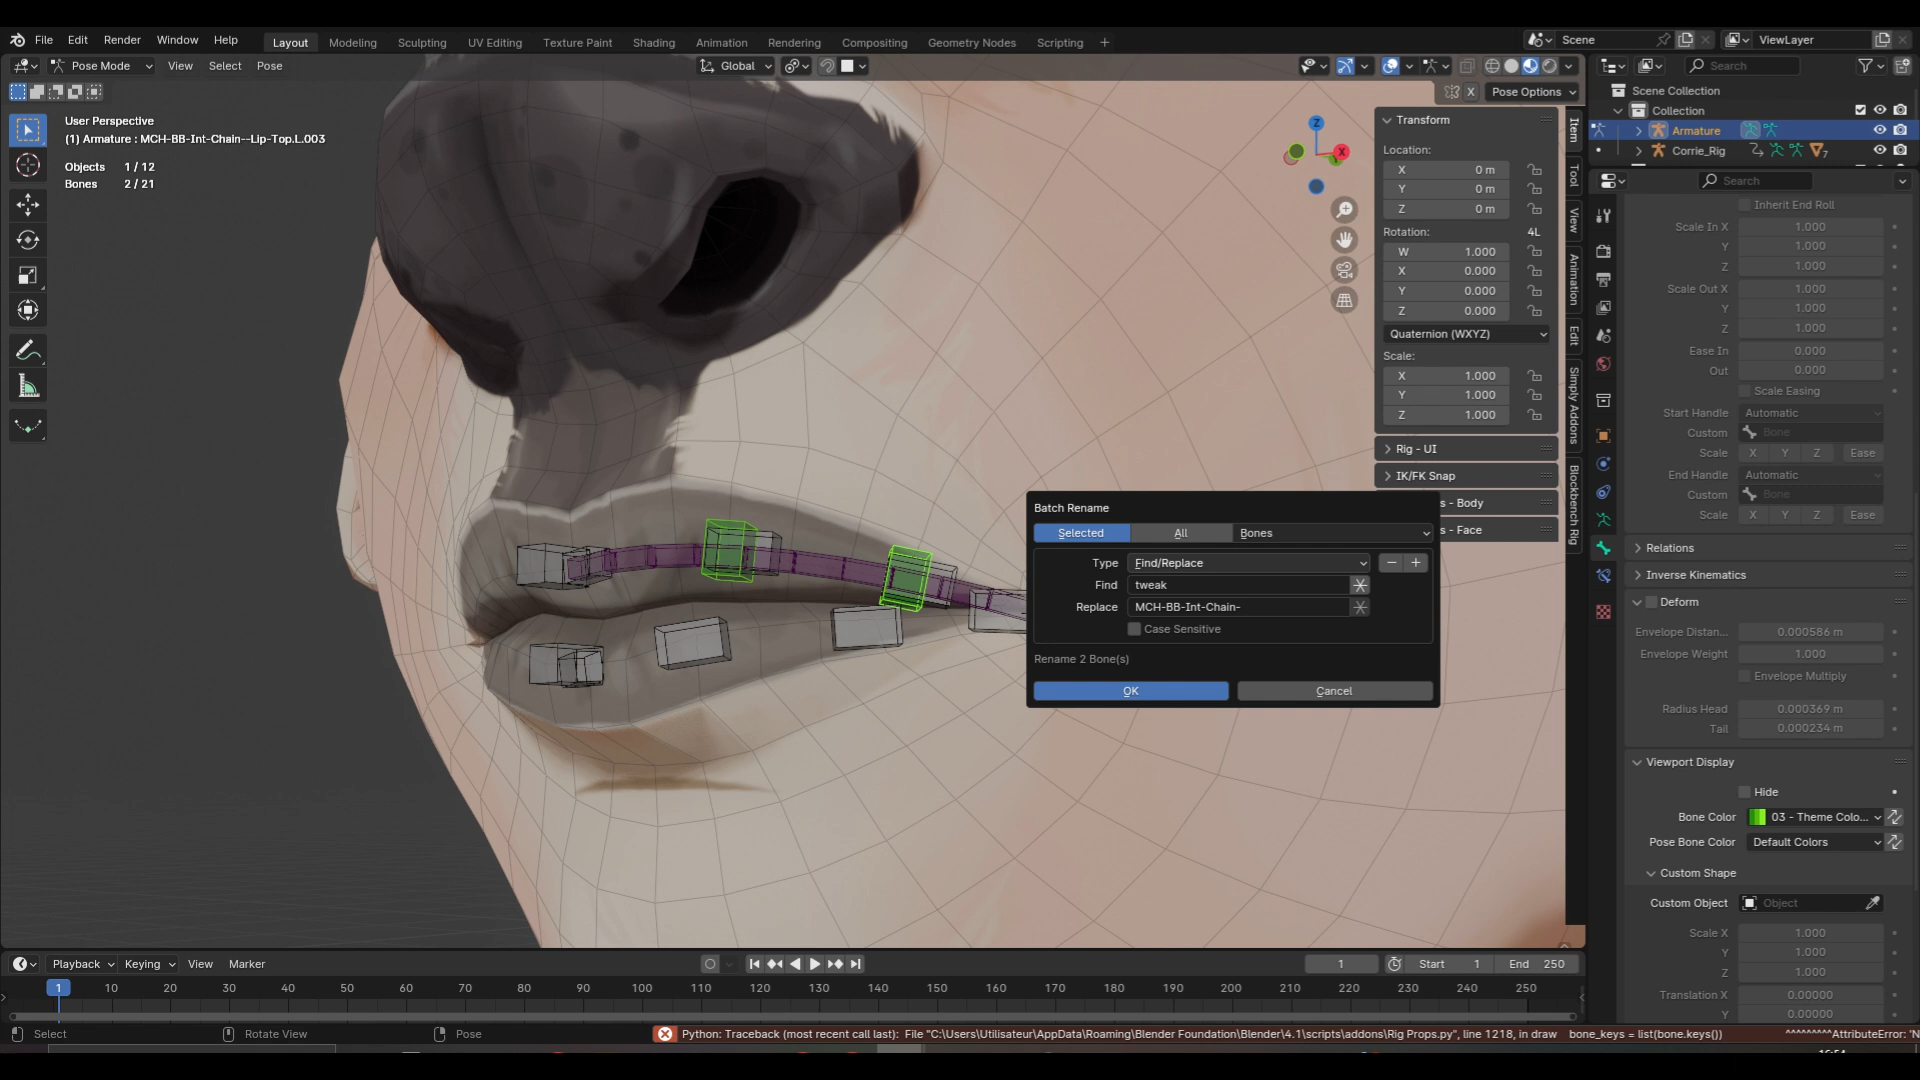 File Edit Render Window Help
Layout Modeling Sculpting UV Editing Texture Paint Shading Animation Rendering Compositing Geometry Nodes Scripting +
Scene
ViewLayer
Pose Mode View Select Pose
Global
Search
X Pose Options
Scene Collection
Collection
Armature
Corrie_Rig 7
User Perspective
(1) Armature : MCH-BB-Int-Chain--Lip-Top.L.003
Objects 1 / 12
Bones 2 / 21
Z
X
Transform
Location:
X 0 m
Y 0 m
Z 0 m
Rotation: 4L
W 1.000
X 0.000
Y 0.000
Z 0.000
Quaternion (WXYZ)
Scale:
X 1.000
Y 1.000
Z 1.000
Rig - UI
IK/FK Snap
s - Body
s - Face
Item
Tool
View
Animation
Edit
Simply Addons
Blockbench Rig
Batch Rename
Selected All Bones
Type Find/Replace
Find tweak
Replace MCH-BB-Int-Chain-
Case Sensitive
Rename 2 Bone(s)
OK Cancel
Search
Inherit End Roll
Scale In X 1.000
Y 1.000
Z 1.000
Scale Out X 1.000
Y 1.000
Z 1.000
Ease In 0.000
Out 0.000
Scale Easing
Start Handle Automatic
Custom Bone
Scale X Y Z Ease
End Handle Automatic
Custom Bone
Scale X Y Z Ease
Relations
Inverse Kinematics
Deform
Envelope Distan... 0.000586 m
Envelope Weight 1.000
Envelope Multiply
Radius Head 0.000369 m
Tail 0.000234 m
Viewport Display
Hide
Bone Color 03 - Theme Colo...
Pose Bone Color Default Colors
Custom Shape
Custom Object Object
Scale X 1.000
Y 1.000
Z 1.000
Translation X 0.00000
Y 0.00000
Playback Keying View Marker
1 Start 1 End 250
1 10 20 30 40 50 60 70 80 90 100 110 120 130 140 150 160 170 180 190 200 210 220 230 240 250
Select Rotate View Pose
Python: Traceback (most recent call last): File "C:\Users\Utilisateur\AppData\Roaming\Blender Foundation\Blender\4.1\scripts\addons\Rig Props.py", line 1218, in draw bone_keys = list(bone.keys()) ^^^^^^^^^AttributeError: 'N